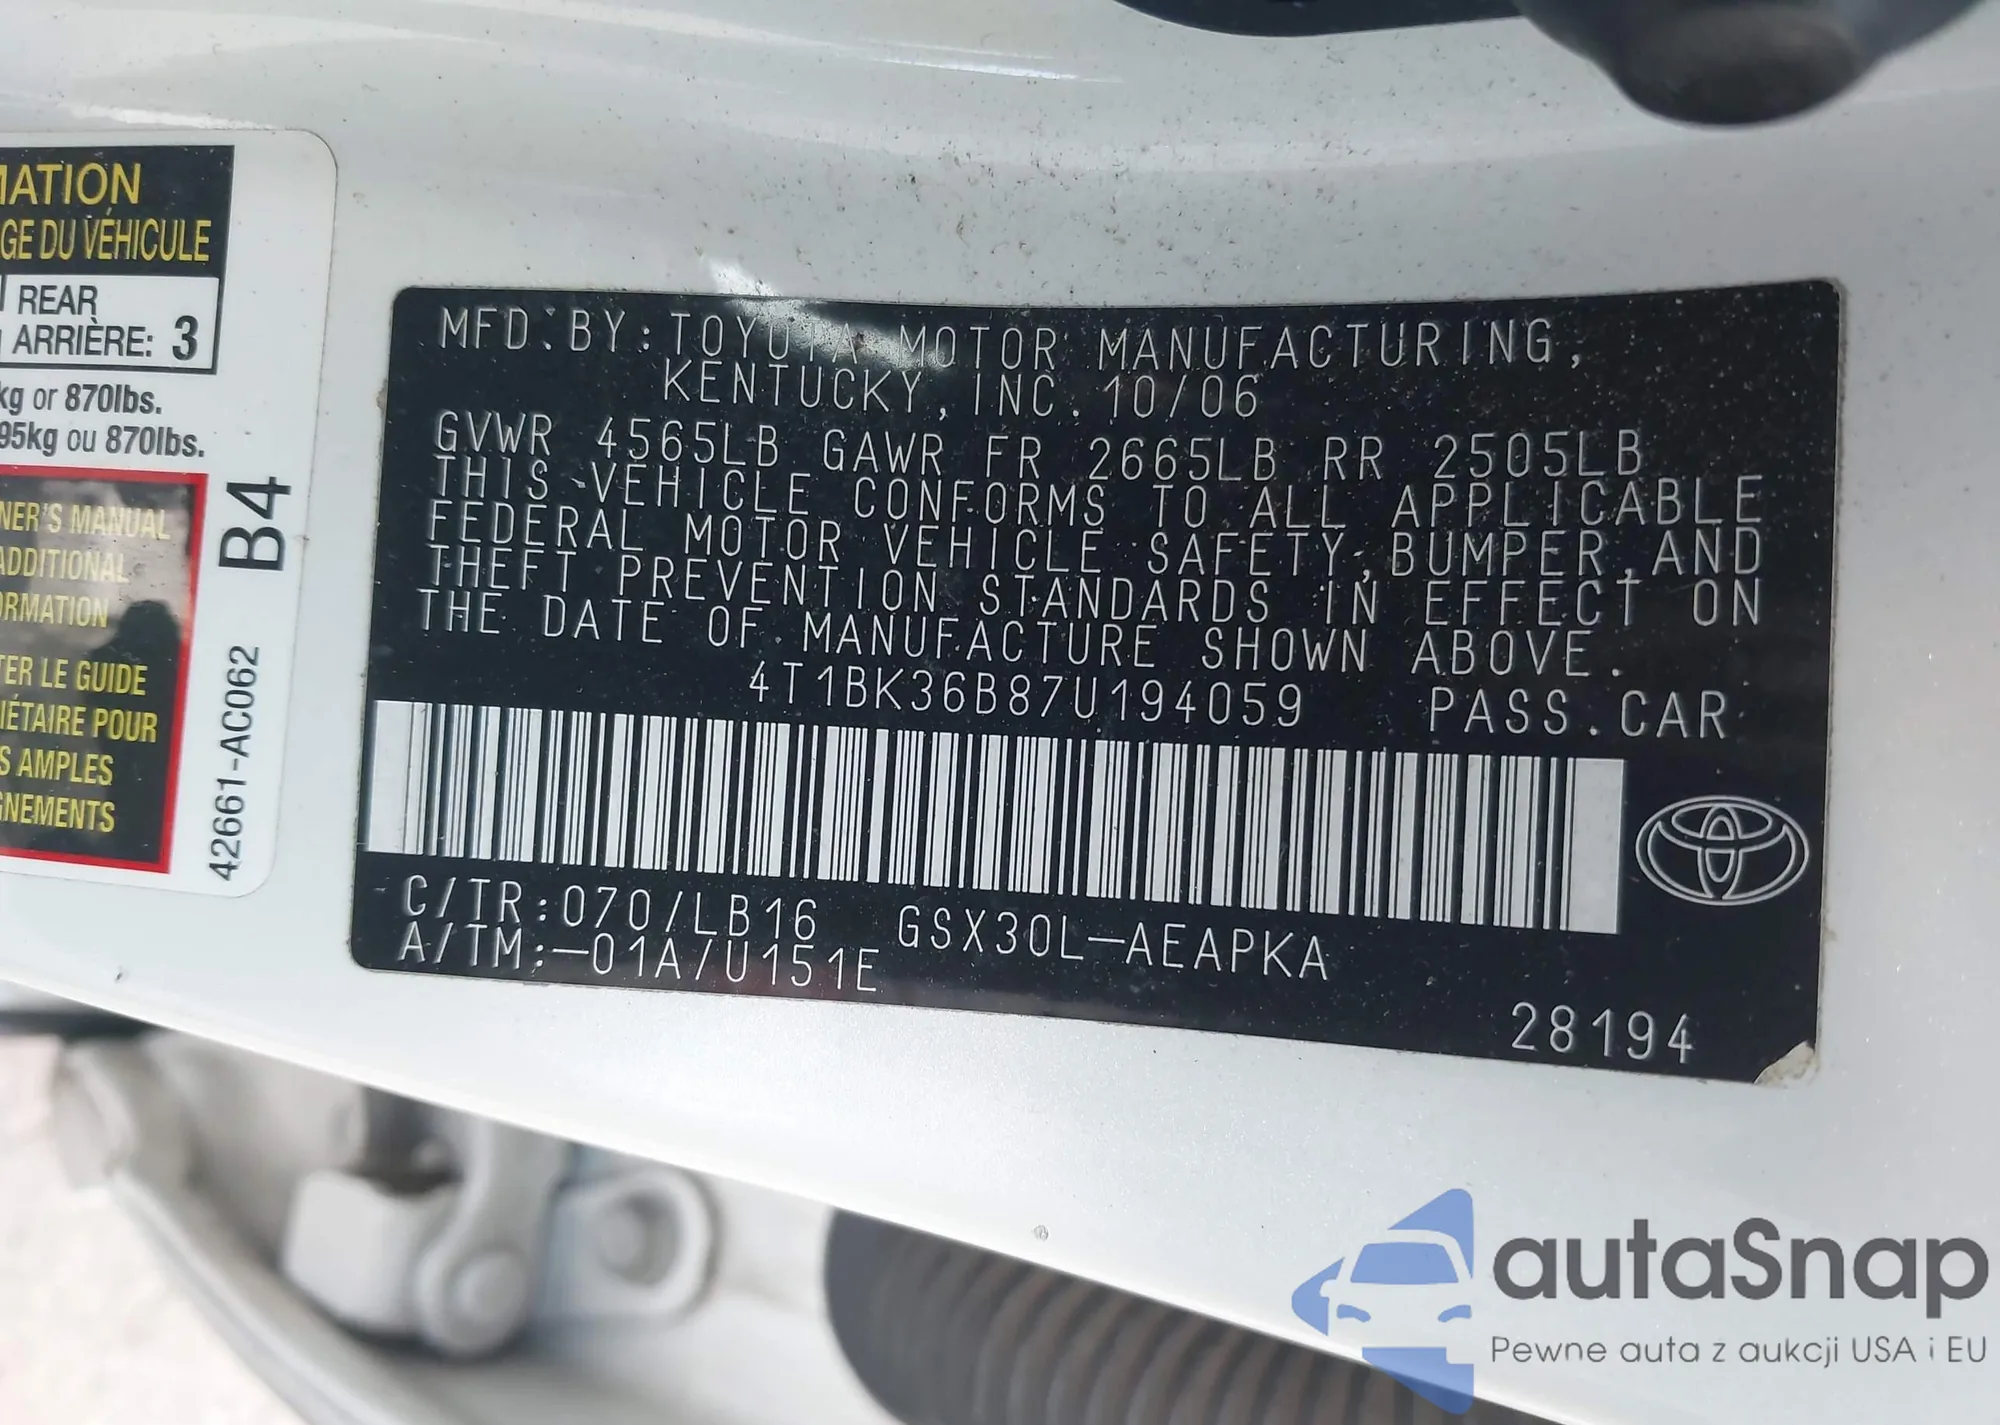 MATION
GE DU VÉHICULE
REAR
ARRIÈRE: 3
kg or 870lbs.
95kg ou 870lbs.
NER'S MANUAL
ADDITIONAL
ORMATION
TER LE GUIDE
IÉTAIRE POUR
S AMPLES
GNEMENTS
B4
42661-AC062
MFD. BY: TOYOTA MOTOR MANUFACTURING,
KENTUCKY, INC. 10/06
GVWR 4565LB GAWR FR 2665LB RR 2505LB
THIS VEHICLE CONFORMS TO ALL APPLICABLE
FEDERAL MOTOR VEHICLE SAFETY, BUMPER, AND
THEFT PREVENTION STANDARDS IN EFFECT ON
THE DATE OF MANUFACTURE SHOWN ABOVE.
4T1BK36B87U194059 PASS. CAR
C/TR: 070/LB16 GSX30L-AEAPKA
A/TM: -01A/U151E
28194
autaSnap
Pewne auta z aukcji USA i EU